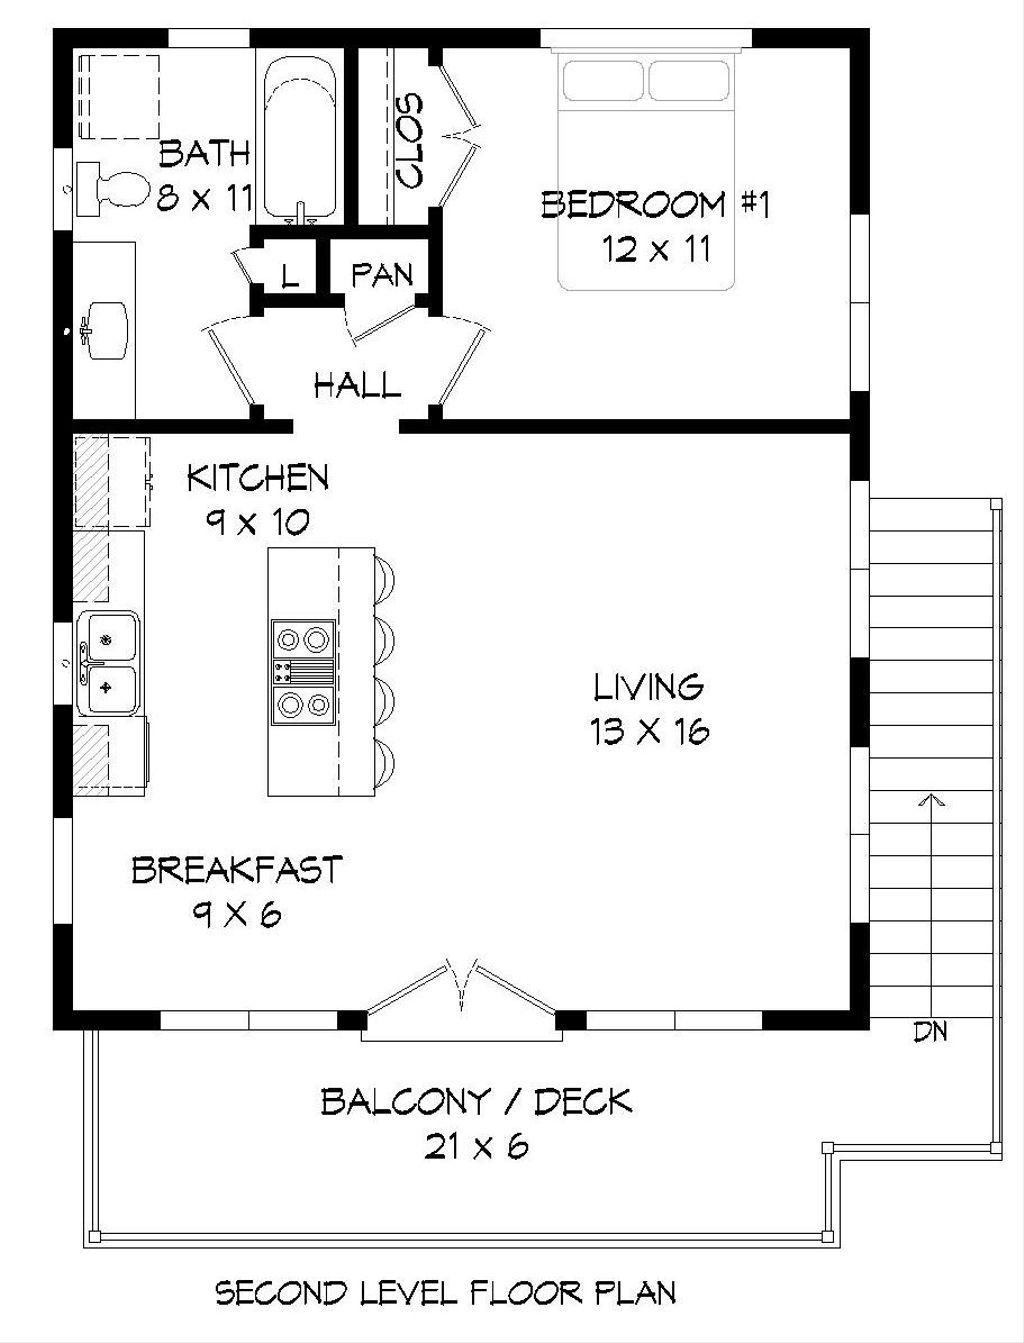 BATH
8 x 11
CLOS
BEDROOM #1
12 x 11
L
PAN
HALL
KITCHEN
9 x 10
LIVING
13 X 16
BREAKFAST
9 X 6
DN
BALCONY / DECK
21 x 6
SECOND LEVEL FLOOR PLAN